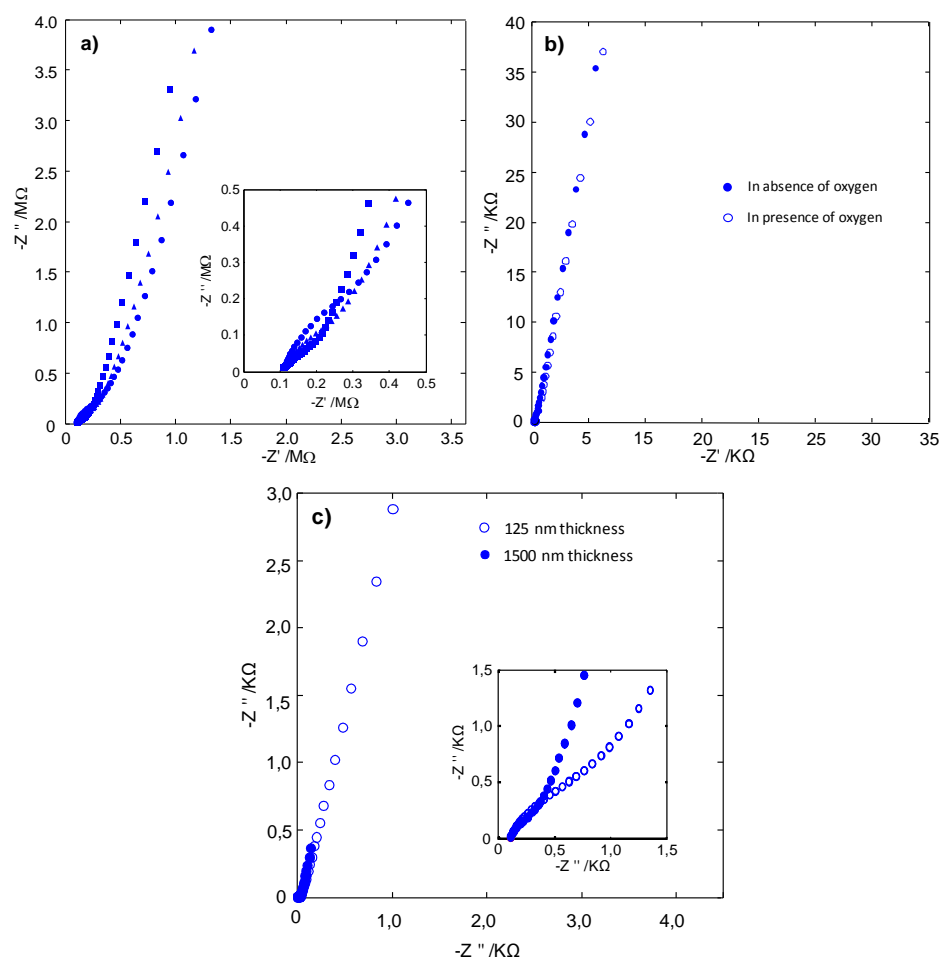 a)
4.0
3.5
3.0
2.5
2.0
1.5
1.0
0.5
0
0 0.5 1.0 1.5 2.0 2.5 3.0 3.5
-Z '' /MΩ
-Z' /MΩ
0.5
0.4
0.3
0.2
0.1
0
0 0.1 0.2 0.3 0.4 0.5
-Z '' /MΩ
-Z' /MΩ
b)
40
35
30
25
20
15
10
5
0
0 5 15 20 15 20 25 30 35
-Z '' /KΩ
-Z' /KΩ
In absence of oxygen
In presence of oxygen
c)
3,0
2,5
2,0
1,5
1,0
0,5
0
0 1,0 2,0 3,0 4,0
-Z '' /KΩ
-Z '' /KΩ
125 nm thickness
1500 nm thickness
1,5
1,0
0,5
0
0 0,5 1,0 1,5
-Z '' /KΩ
-Z '' /KΩ